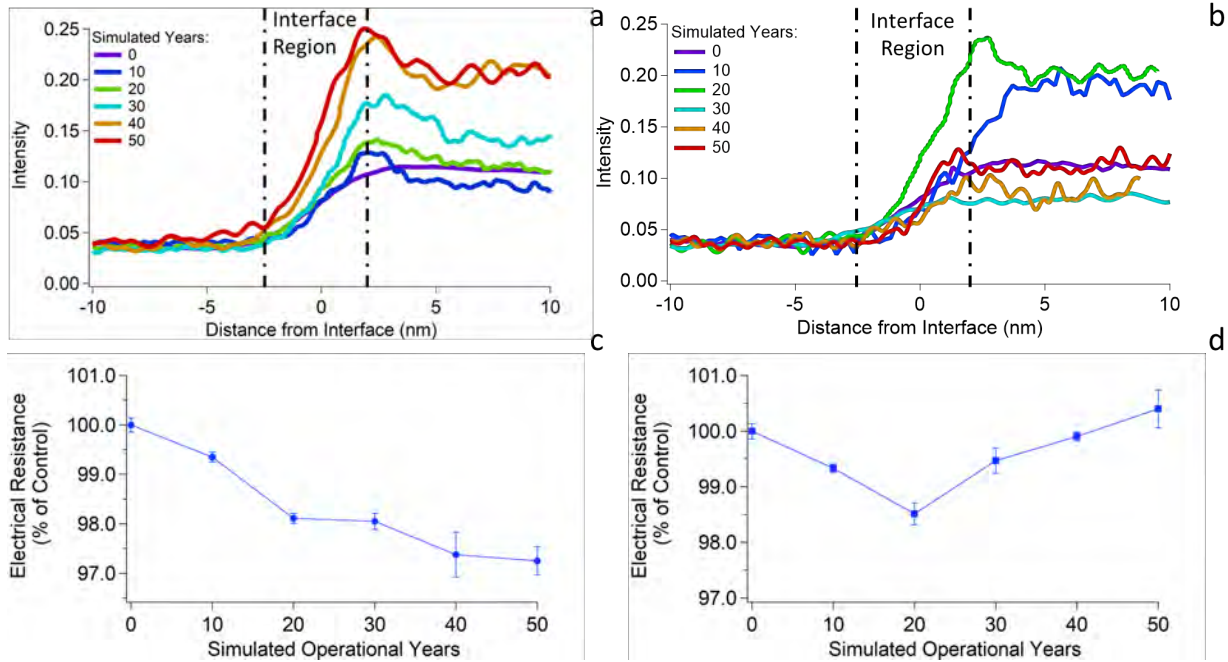 a
Interface
Region
Simulated Years:
0
10
20
30
40
50
0.25
0.20
0.15
0.10
0.05
0.00
Intensity
-10
-5
0
5
10
Distance from Interface (nm)
b
Interface
Region
Simulated Years:
0
10
20
30
40
50
0.25
0.20
0.15
0.10
0.05
0.00
Intensity
-10
-5
0
5
10
Distance from Interface (nm)
c
101.0
100.0
99.0
98.0
97.0
Electrical Resistance
(% of Control)
0
10
20
30
40
50
Simulated Operational Years
d
101.0
100.0
99.0
98.0
97.0
Electrical Resistance
(% of Control)
0
10
20
30
40
50
Simulated Operational Years